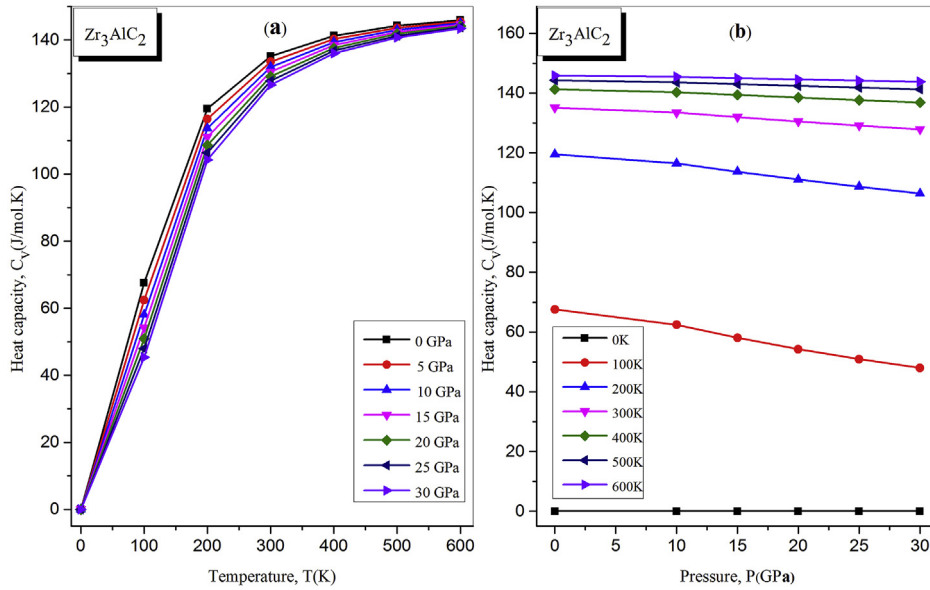 Zr3AlC2
(a)
Heat capacity, CV(J/mol.K)
140
120
100
80
60
40
20
0
0 GPa
5 GPa
10 GPa
15 GPa
20 GPa
25 GPa
30 GPa
0 100 200 300 400 500 600
Temperature, T(K)
Zr3AlC2
(b)
Heat capacity, CV(J/mol.K)
160
140
120
100
80
60
40
20
0
0K
100K
200K
300K
400K
500K
600K
0 5 10 15 20 25 30
Pressure, P(GPa)